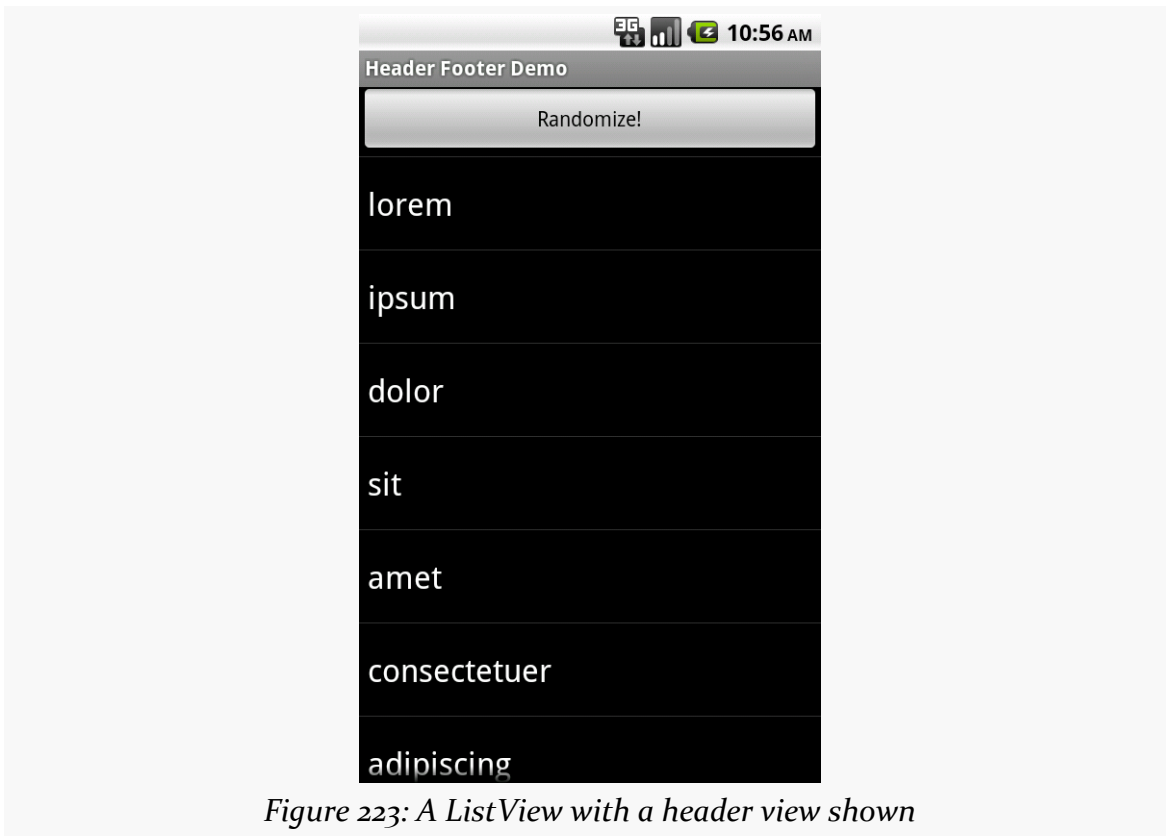 3G 10:56 AM
Header Footer Demo
Randomize!
lorem
ipsum
dolor
sit
amet
consectetuer
adipiscing
Figure 223: A ListView with a header view shown